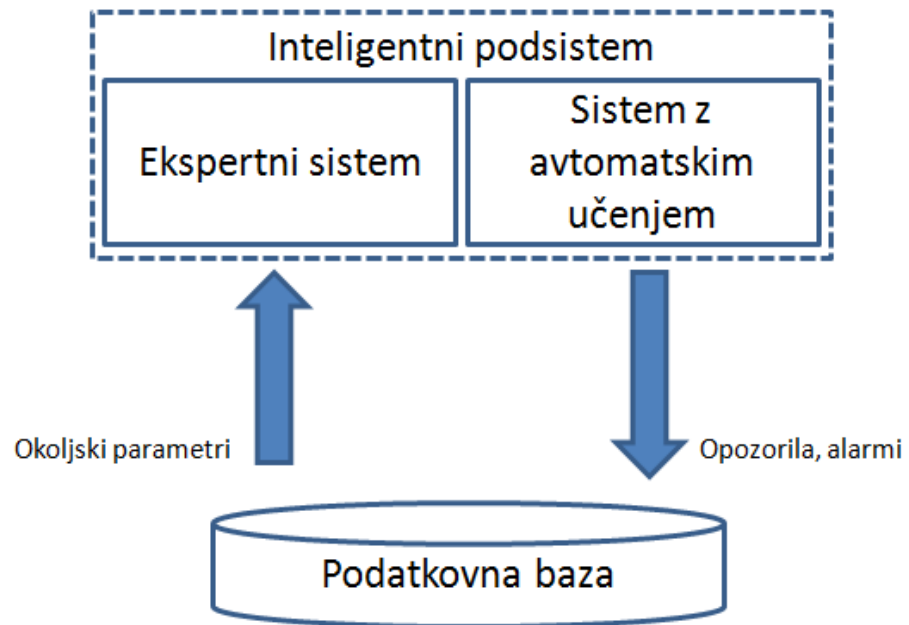 Inteligentni podsistem
Ekspertni sistem
Sistem z
avtomatskim
učenjem
Okoljski parametri
Opozorila, alarmi
Podatkovna baza